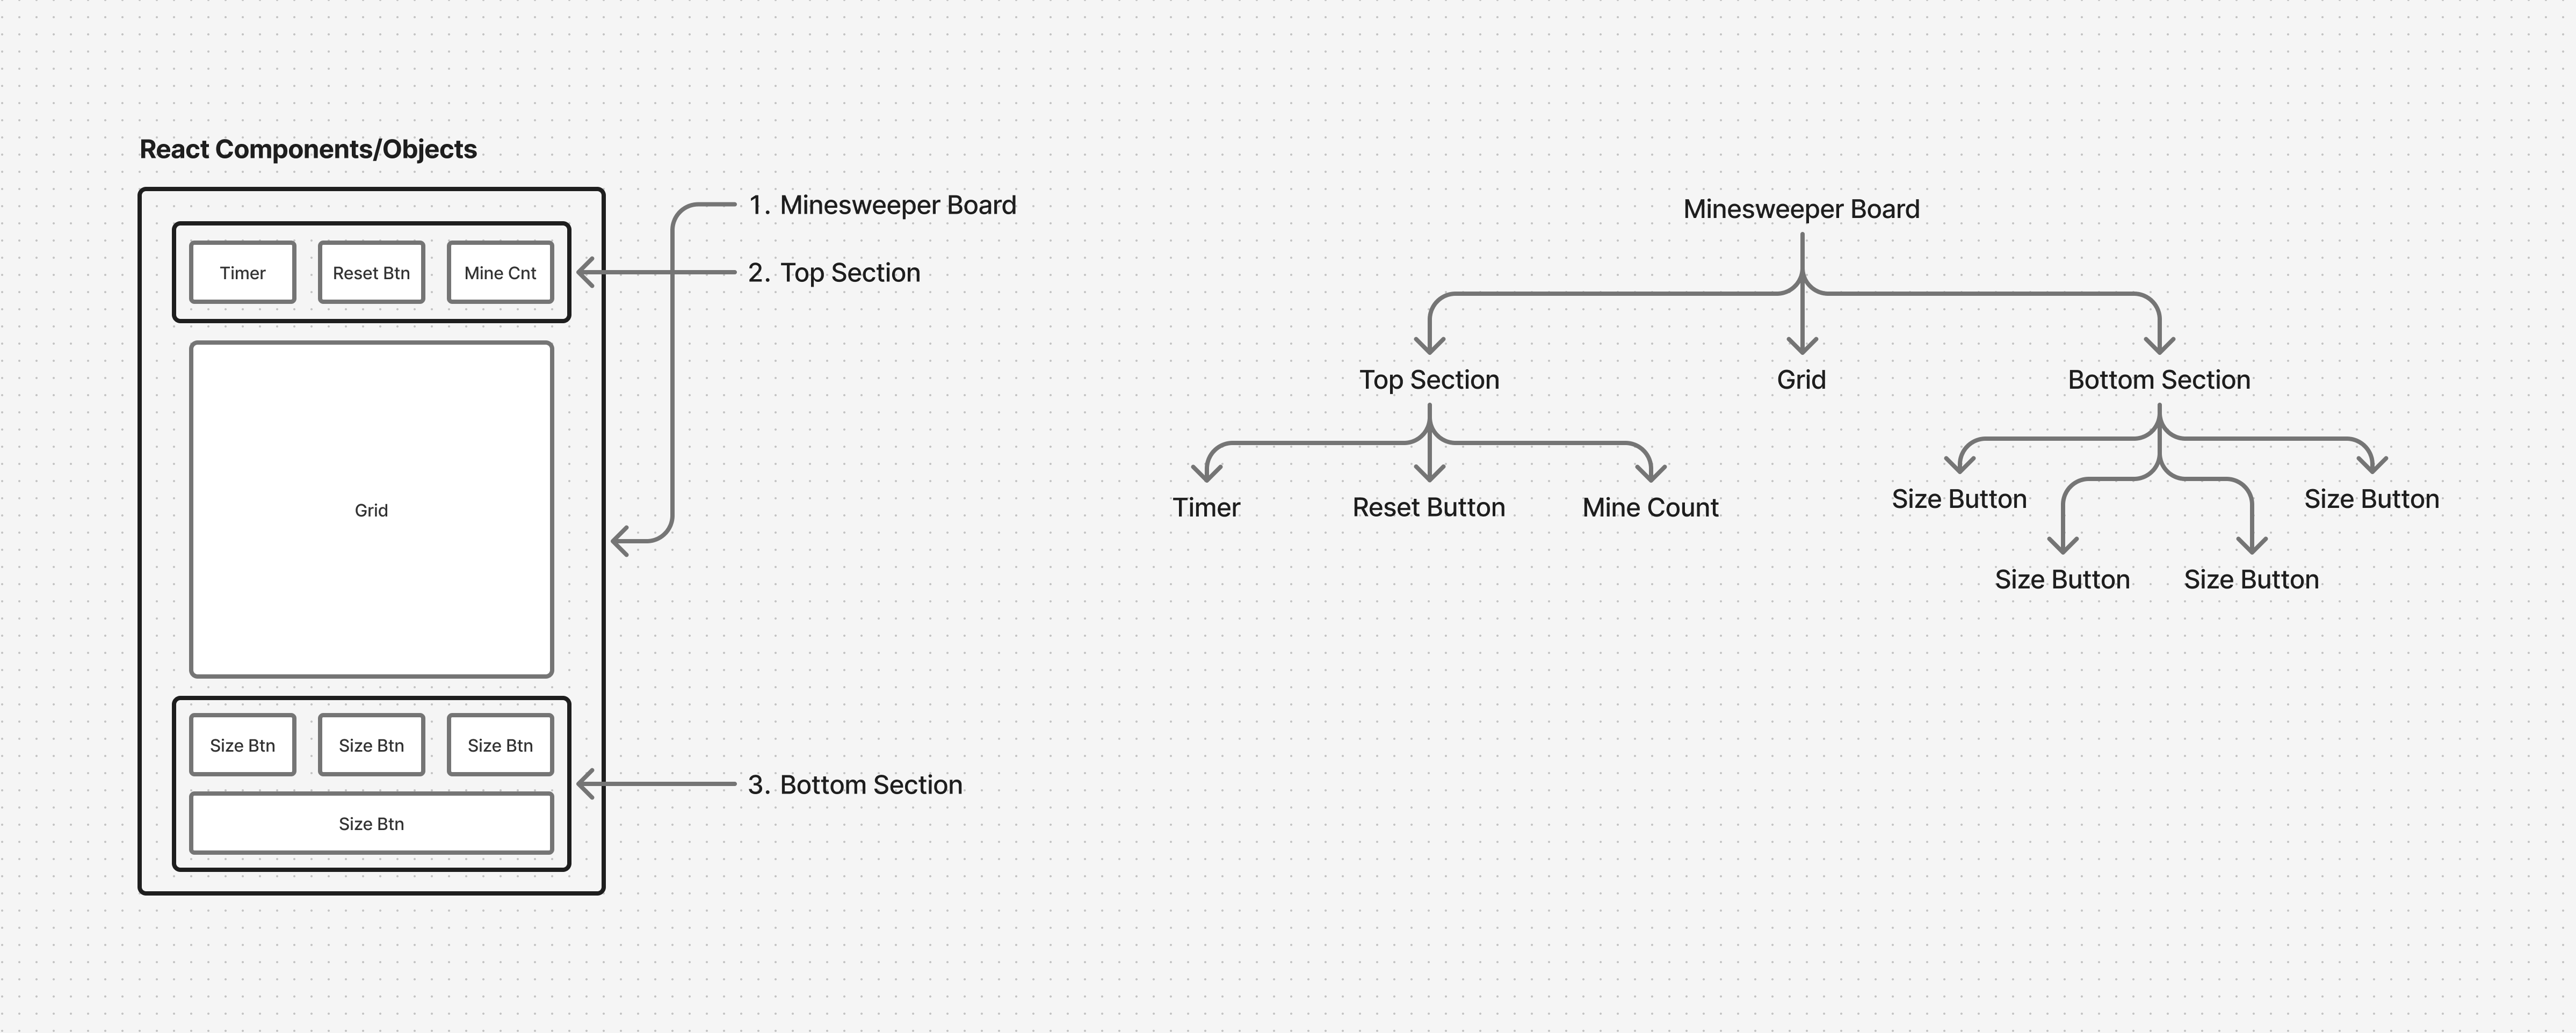 React Components/Objects
1. Minesweeper Board
2. Top Section
Timer
Reset Btn
Mine Cnt
Grid
Size Btn
Size Btn
Size Btn
Size Btn
3. Bottom Section
Minesweeper Board
Top Section
Grid
Bottom Section
Timer
Reset Button
Mine Count
Size Button
Size Button
Size Button
Size Button